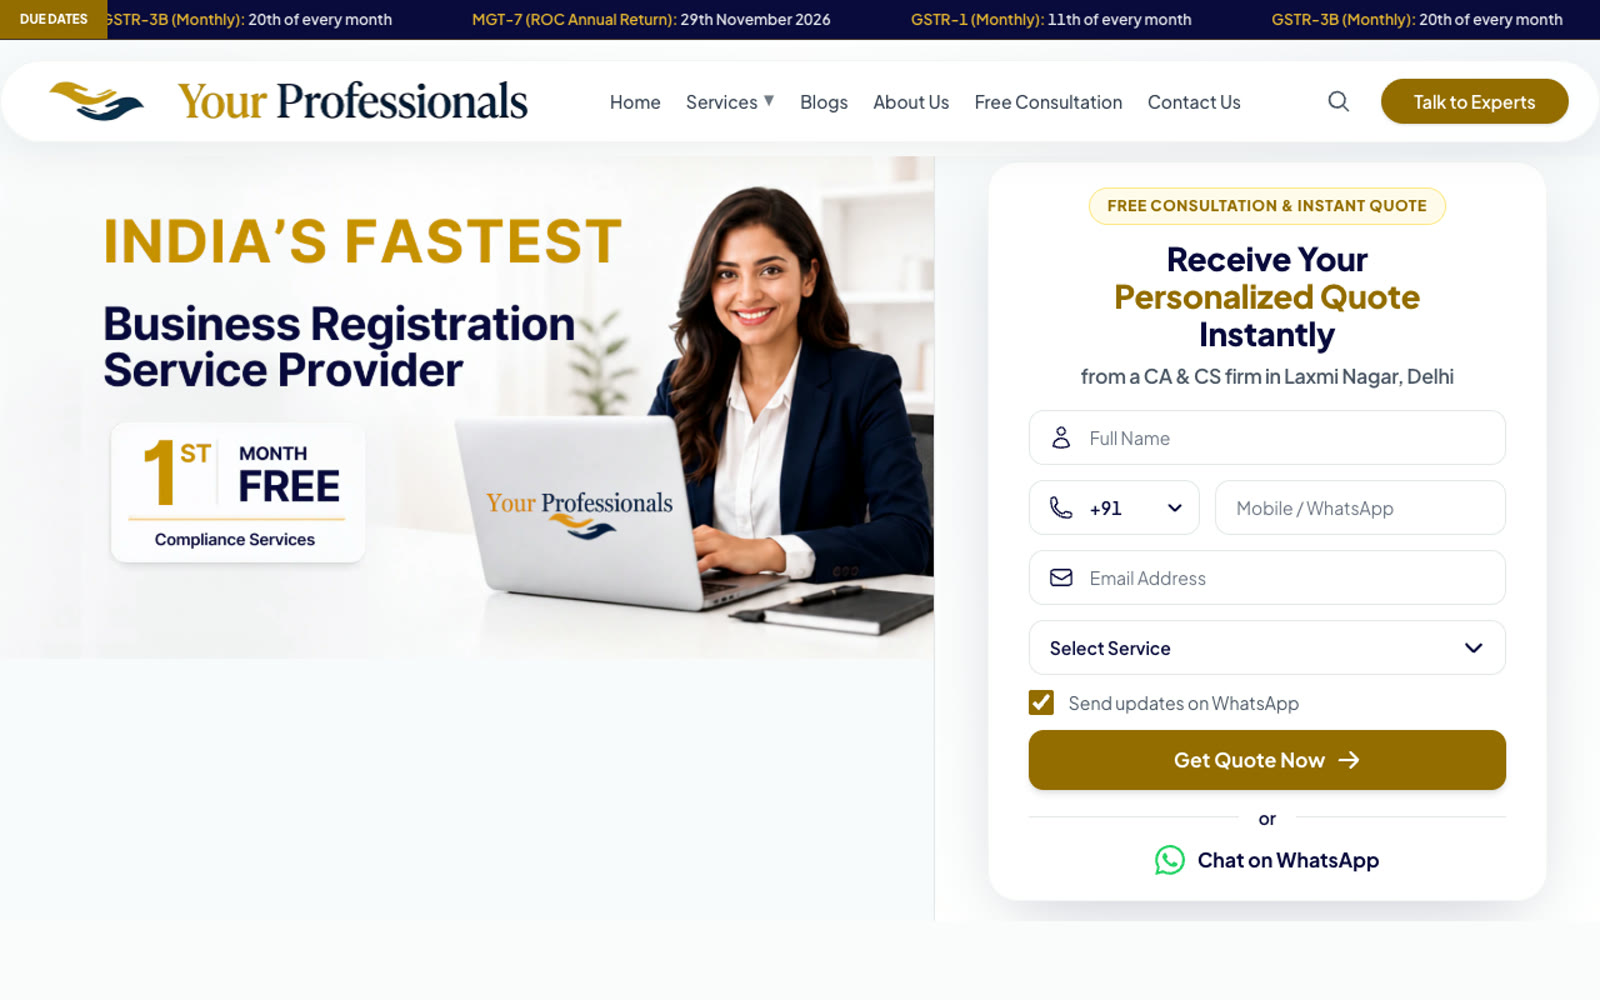 DUE DATES
GSTR-3B (Monthly): 20th of every month
MGT-7 (ROC Annual Return): 29th November 2026
GSTR-1 (Monthly): 11th of every month
GSTR-3B (Monthly): 20th of every month
Your Professionals
Home
Services
Blogs
About Us
Free Consultation
Contact Us
Talk to Experts
INDIA’S FASTEST
Business Registration
Service Provider
1ST MONTH FREE
Compliance Services
Your Professionals
FREE CONSULTATION & INSTANT QUOTE
Receive Your
Personalized Quote
Instantly
from a CA & CS firm in Laxmi Nagar, Delhi
Full Name
+91
Mobile / WhatsApp
Email Address
Select Service
Send updates on WhatsApp
Get Quote Now
or
Chat on WhatsApp